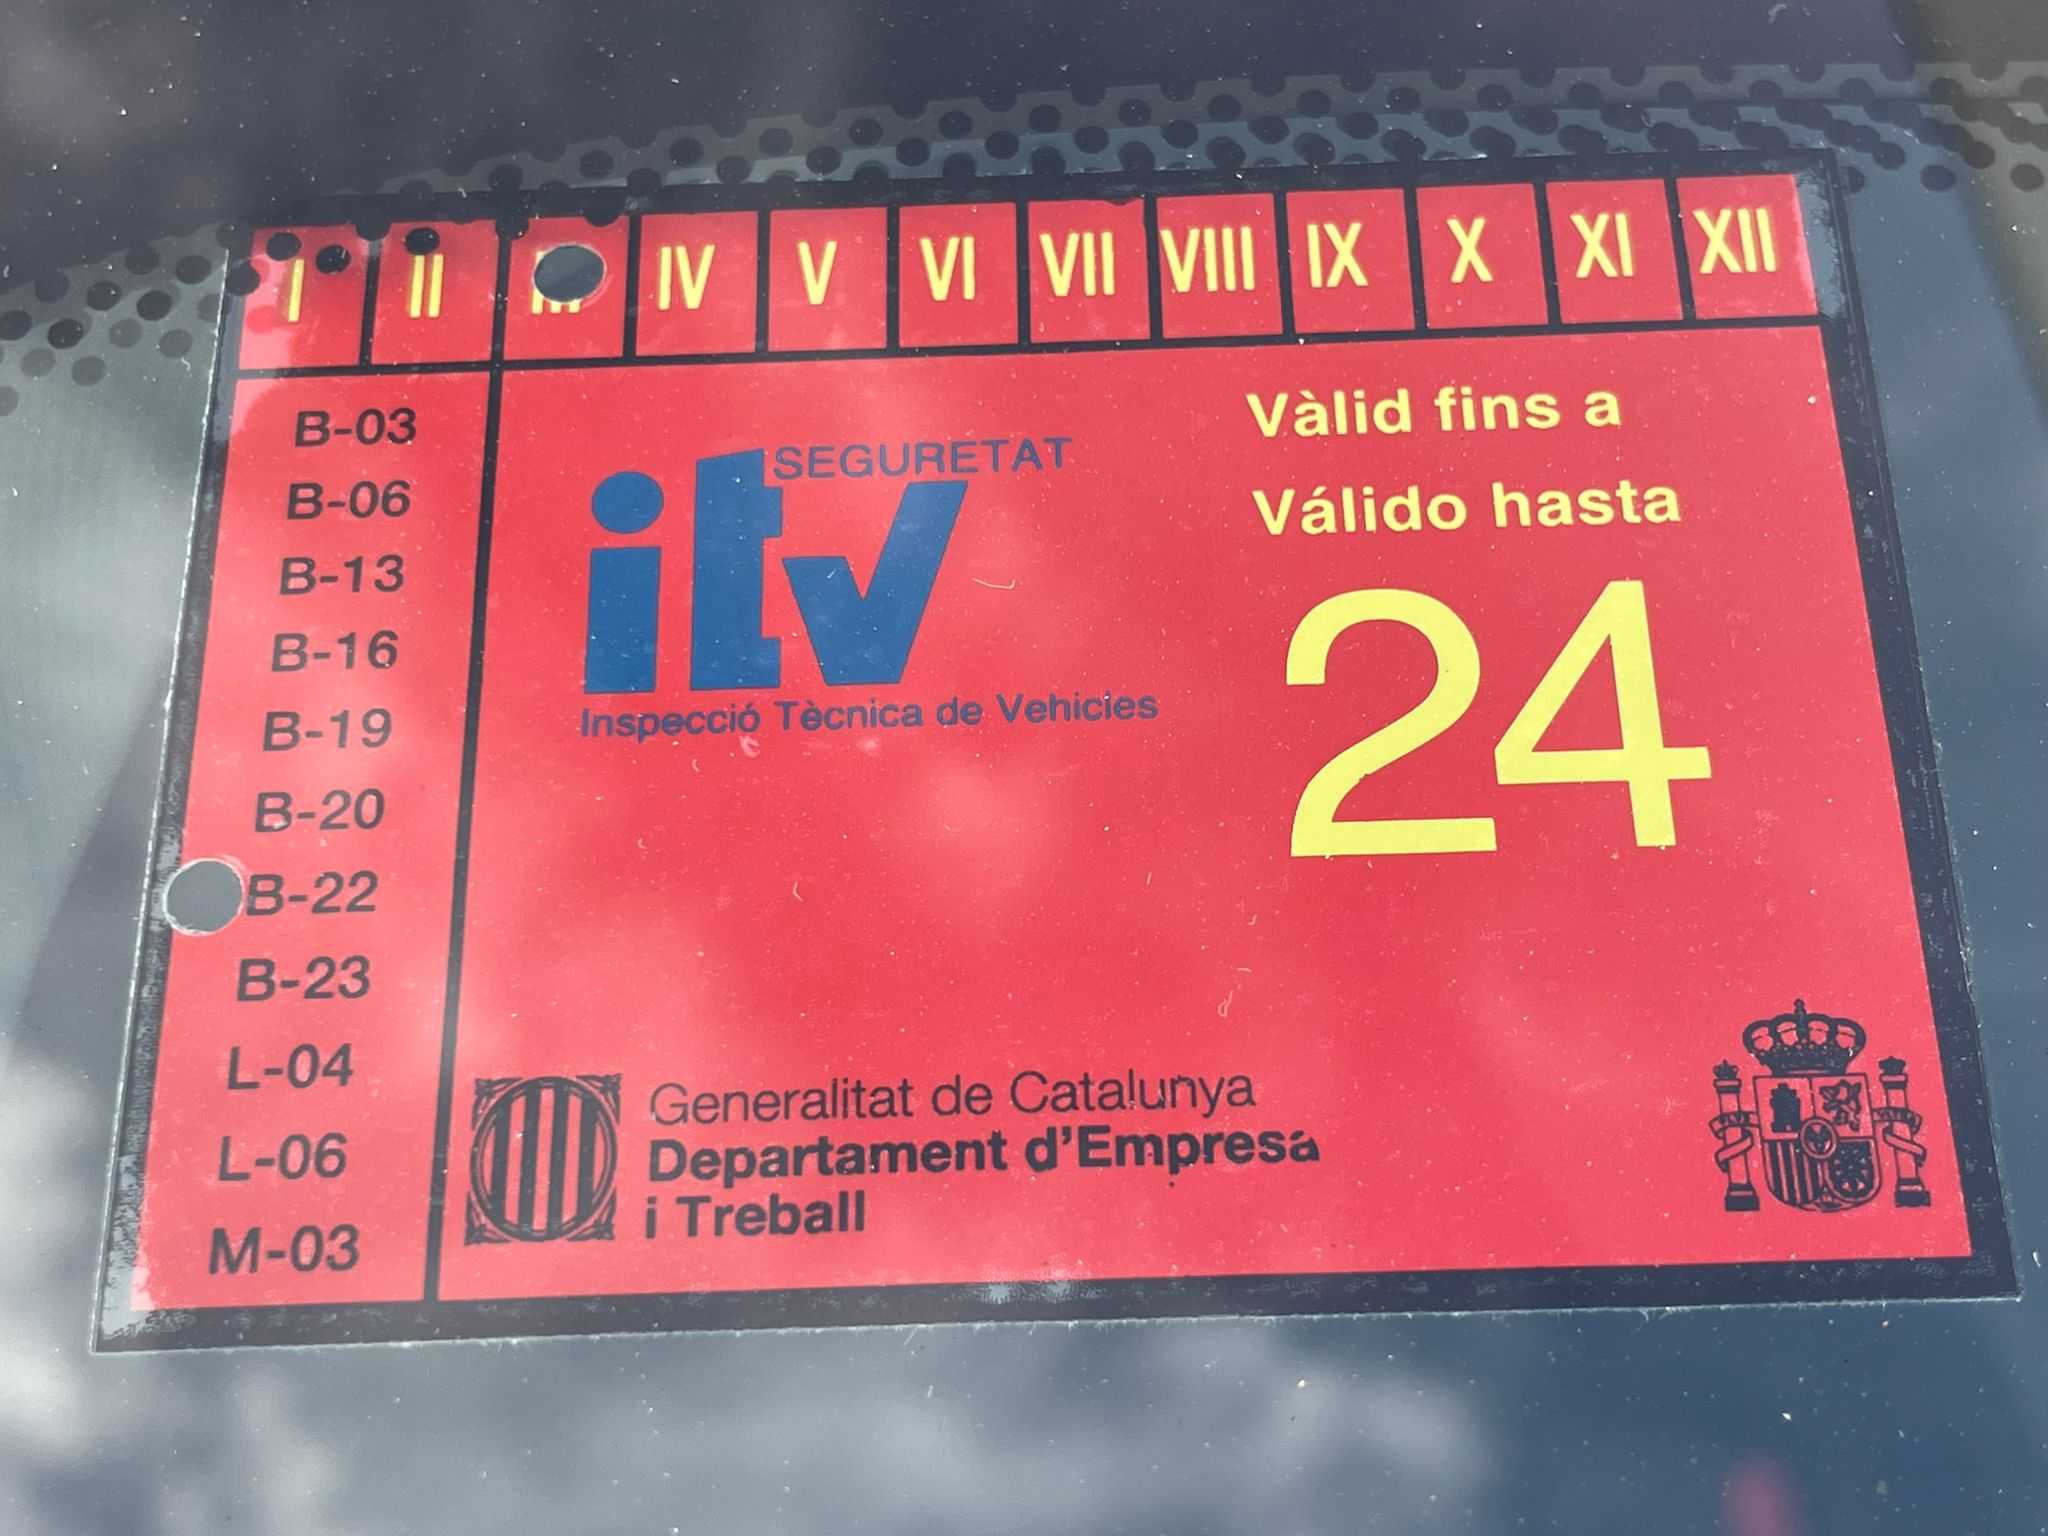 I II III IV V VI VII VIII IX X XI XII
B-03
B-06
B-13
B-16
B-19
B-20
B-22
B-23
L-04
L-06
M-03
SEGURETAT
itv
Inspecció Tècnica de Vehicles
Vàlid fins a
Válido hasta
24
Generalitat de Catalunya
Departament d'Empresa
i Treball